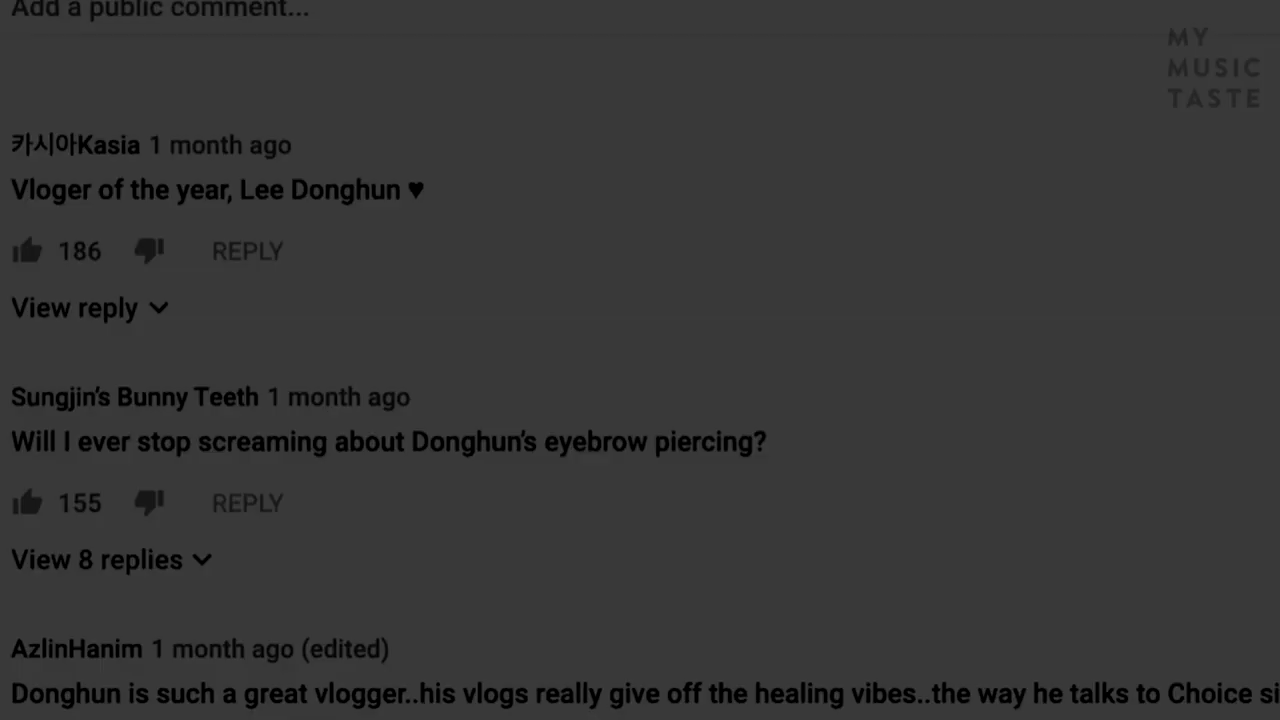 Add a public comment...
MY
MUSIC
TASTE
카시아Kasia 1 month ago
Vloger of the year, Lee Donghun ♥
186 REPLY
View reply
Sungjin's Bunny Teeth 1 month ago
Will I ever stop screaming about Donghun's eyebrow piercing?
155 REPLY
View 8 replies
AzlinHanim 1 month ago (edited)
Donghun is such a great vlogger..his vlogs really give off the healing vibes..the way he talks to Choice si